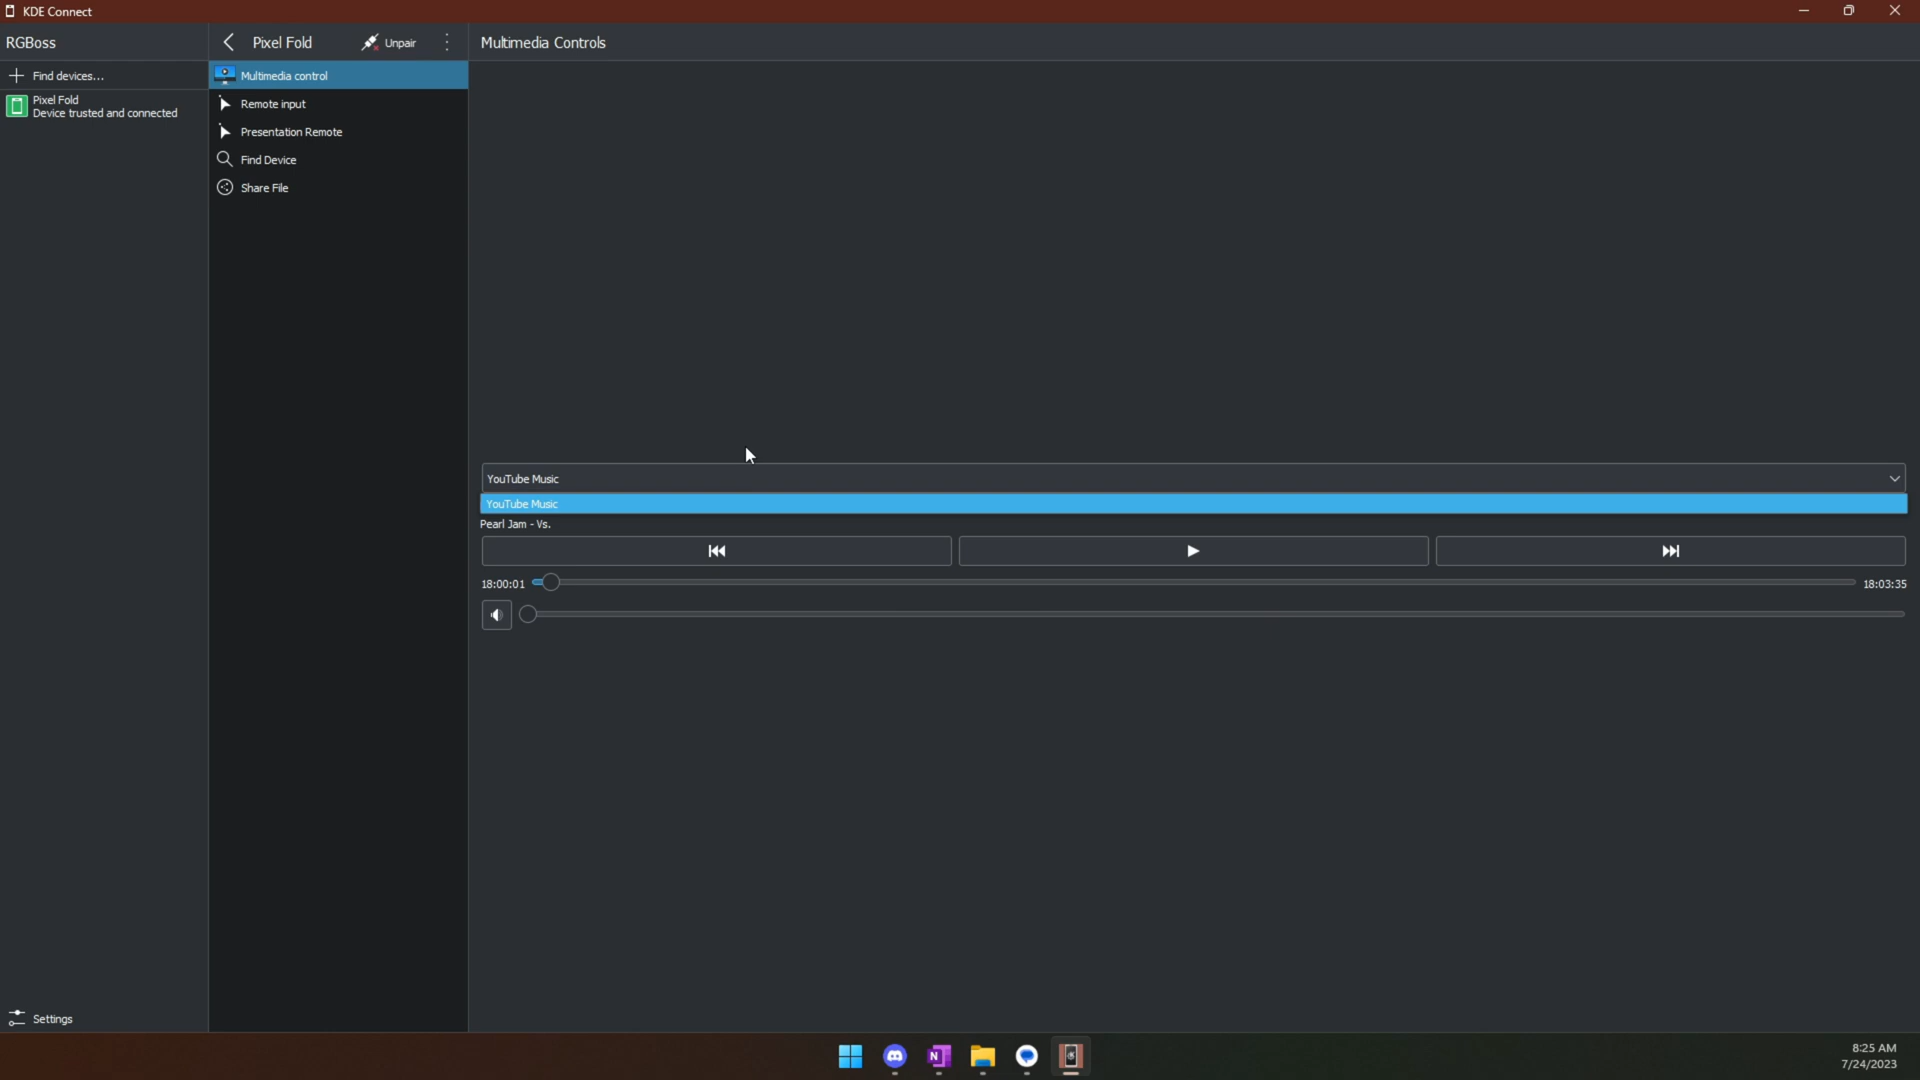 KDE Connect
RGBoss
Pixel Fold
Unpair
Multimedia Controls
Find devices...
Pixel Fold
Device trusted and connected
Multimedia control
Remote input
Presentation Remote
Find Device
Share File
YouTube Music
YouTube Music
Pearl Jam - Vs.
18:00:01
18:03:35
Settings
8:25 AM
7/24/2023